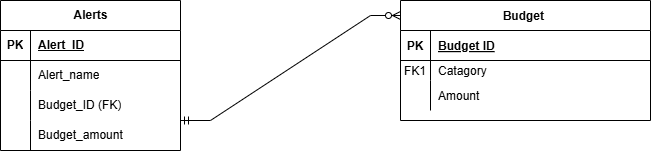 Alerts
PK Alert_ID
Alert_name
Budget_ID (FK)
Budget_amount
Budget
PK Budget ID
FK1 Catagory
Amount